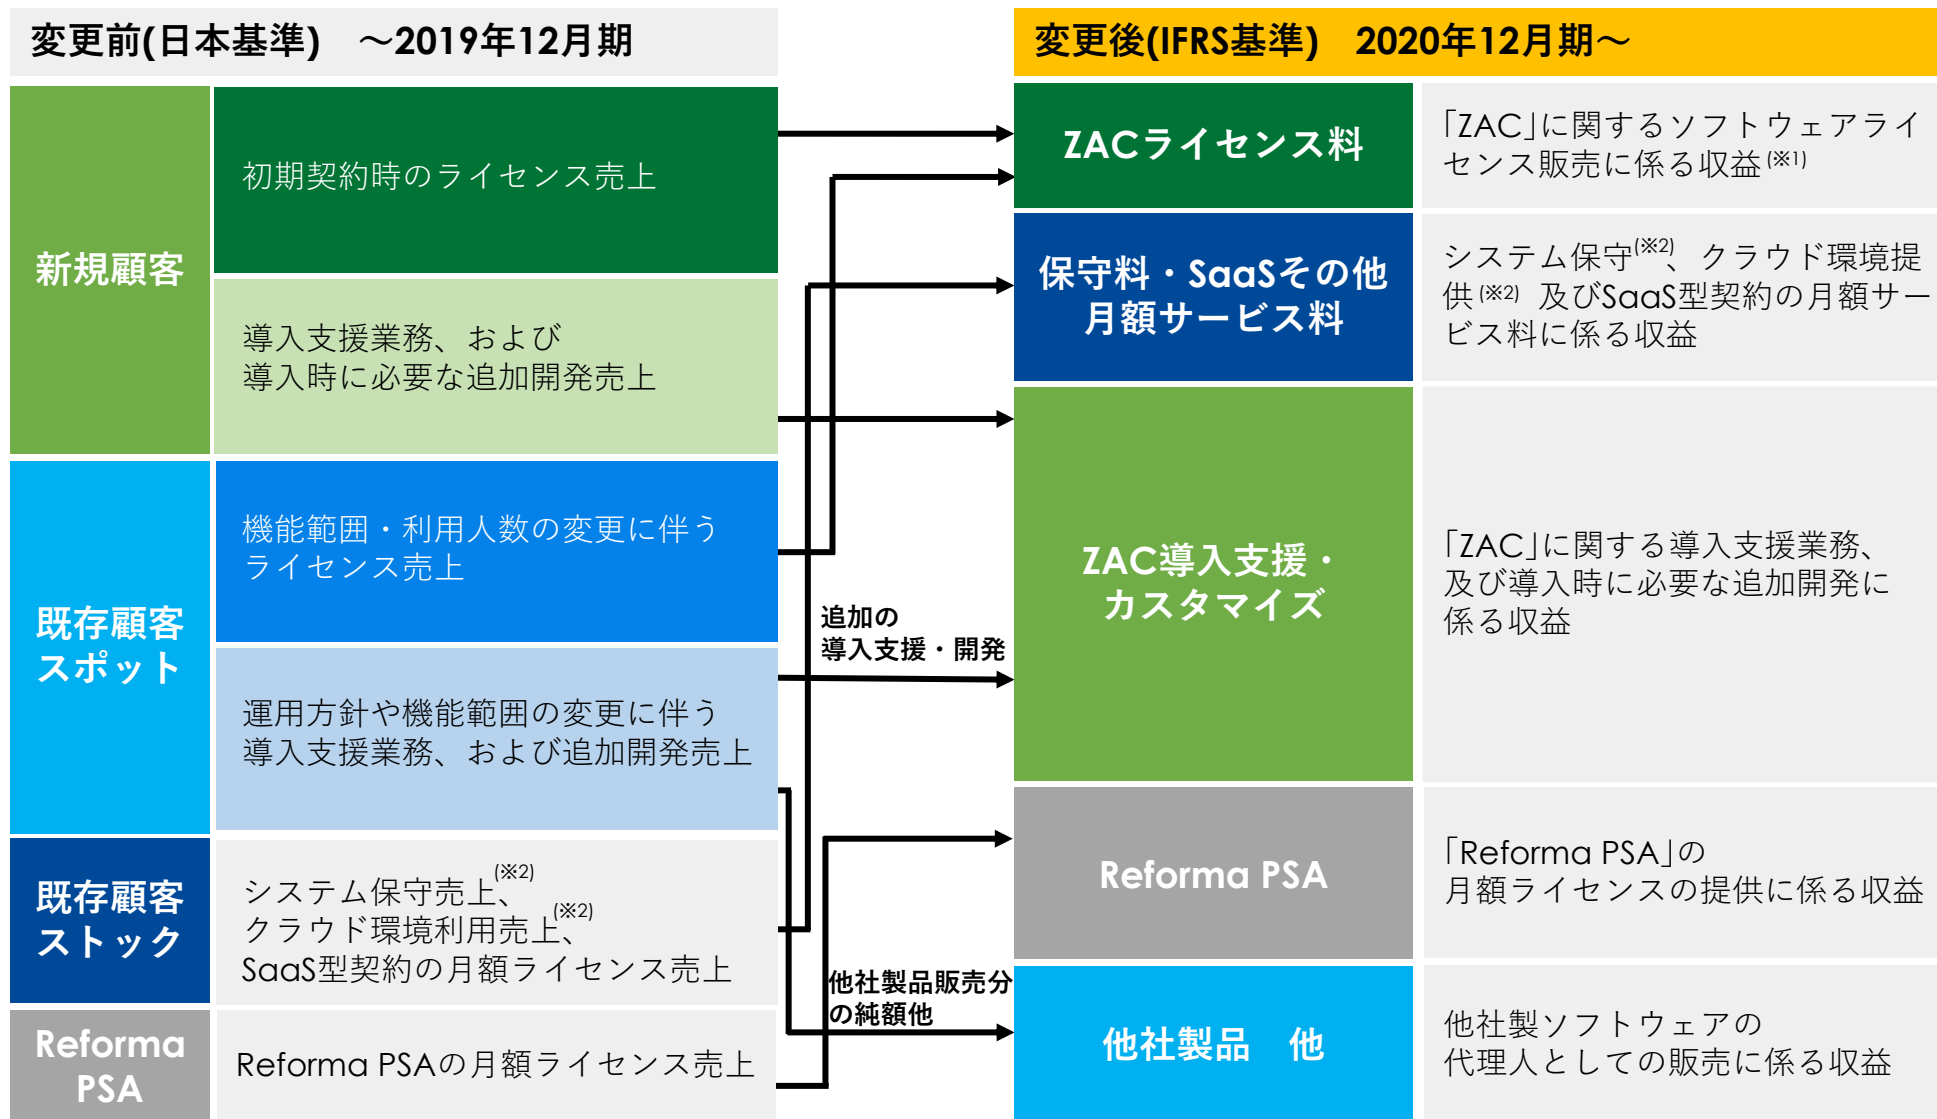 変更前(日本基準)　～2019年12月期
新規顧客
初期契約時のライセンス売上
導入支援業務、および
導入時に必要な追加開発売上
既存顧客
スポット
機能範囲・利用人数の変更に伴う
ライセンス売上
運用方針や機能範囲の変更に伴う
導入支援業務、および追加開発売上
既存顧客
ストック
システム保守売上(※2)、
クラウド環境利用売上(※2)、
SaaS型契約の月額ライセンス売上
Reforma
PSA
Reforma PSAの月額ライセンス売上
追加の
導入支援・開発
他社製品販売分
の純額他
変更後(IFRS基準)　2020年12月期～
ZACライセンス料
「ZAC」に関するソフトウェアライ
センス販売に係る収益(※1)
保守料・SaaSその他
月額サービス料
システム保守(※2)、クラウド環境提
供(※2) 及びSaaS型契約の月額サー
ビス料に係る収益
ZAC導入支援・
カスタマイズ
「ZAC」に関する導入支援業務、
及び導入時に必要な追加開発に
係る収益
Reforma PSA
「Reforma PSA」の
月額ライセンスの提供に係る収益
他社製品　他
他社製ソフトウェアの
代理人としての販売に係る収益